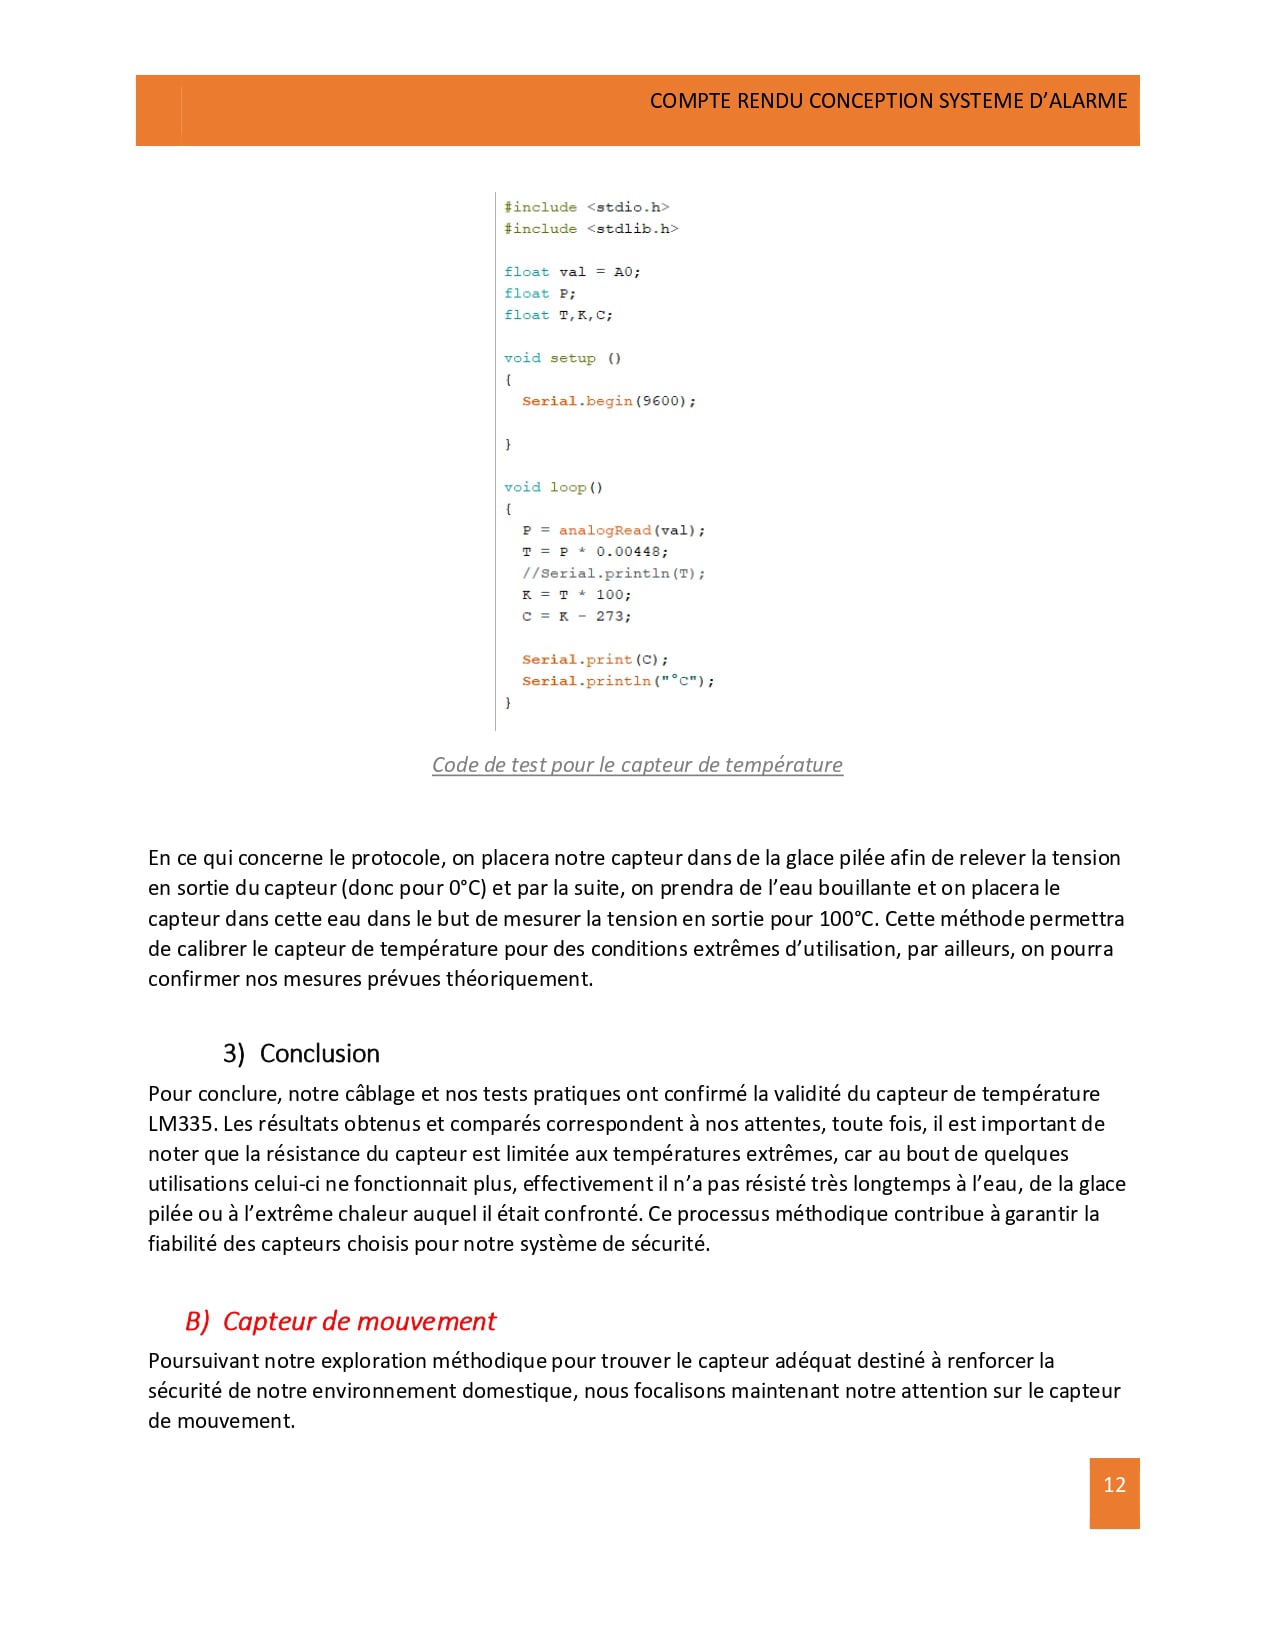 COMPTE RENDU CONCEPTION SYSTEME D’ALARME
#include <stdio.h>
#include <stdlib.h>
float val = A0;
float P;
float T,K,C;
void setup ()
{
Serial.begin(9600);
}
void loop()
{
P = analogRead(val);
T = P * 0.00448;
//Serial.println(T);
K = T * 100;
C = K - 273;
Serial.print(C);
Serial.println("°C");
}
Code de test pour le capteur de température
En ce qui concerne le protocole, on placera notre capteur dans de la glace pilée afin de relever la tension
en sortie du capteur (donc pour 0°C) et par la suite, on prendra de l’eau bouillante et on placera le
capteur dans cette eau dans le but de mesurer la tension en sortie pour 100°C. Cette méthode permettra
de calibrer le capteur de température pour des conditions extrêmes d’utilisation, par ailleurs, on pourra
confirmer nos mesures prévues théoriquement.
3) Conclusion
Pour conclure, notre câblage et nos tests pratiques ont confirmé la validité du capteur de température
LM335. Les résultats obtenus et comparés correspondent à nos attentes, toute fois, il est important de
noter que la résistance du capteur est limitée aux températures extrêmes, car au bout de quelques
utilisations celui-ci ne fonctionnait plus, effectivement il n’a pas résisté très longtemps à l’eau, de la glace
pilée ou à l’extrême chaleur auquel il était confronté. Ce processus méthodique contribue à garantir la
fiabilité des capteurs choisis pour notre système de sécurité.
B) Capteur de mouvement
Poursuivant notre exploration méthodique pour trouver le capteur adéquat destiné à renforcer la
sécurité de notre environnement domestique, nous focalisons maintenant notre attention sur le capteur
de mouvement.
12